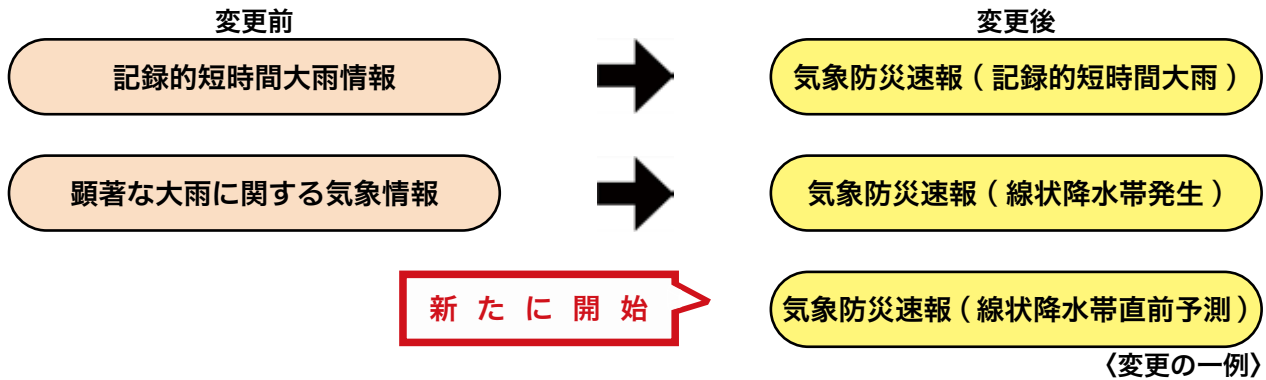 変更前
変更後
記録的短時間大雨情報
気象防災速報(記録的短時間大雨)
顕著な大雨に関する気象情報
気象防災速報(線状降水帯発生)
新たに開始
気象防災速報(線状降水帯直前予測)
〈変更の一例〉